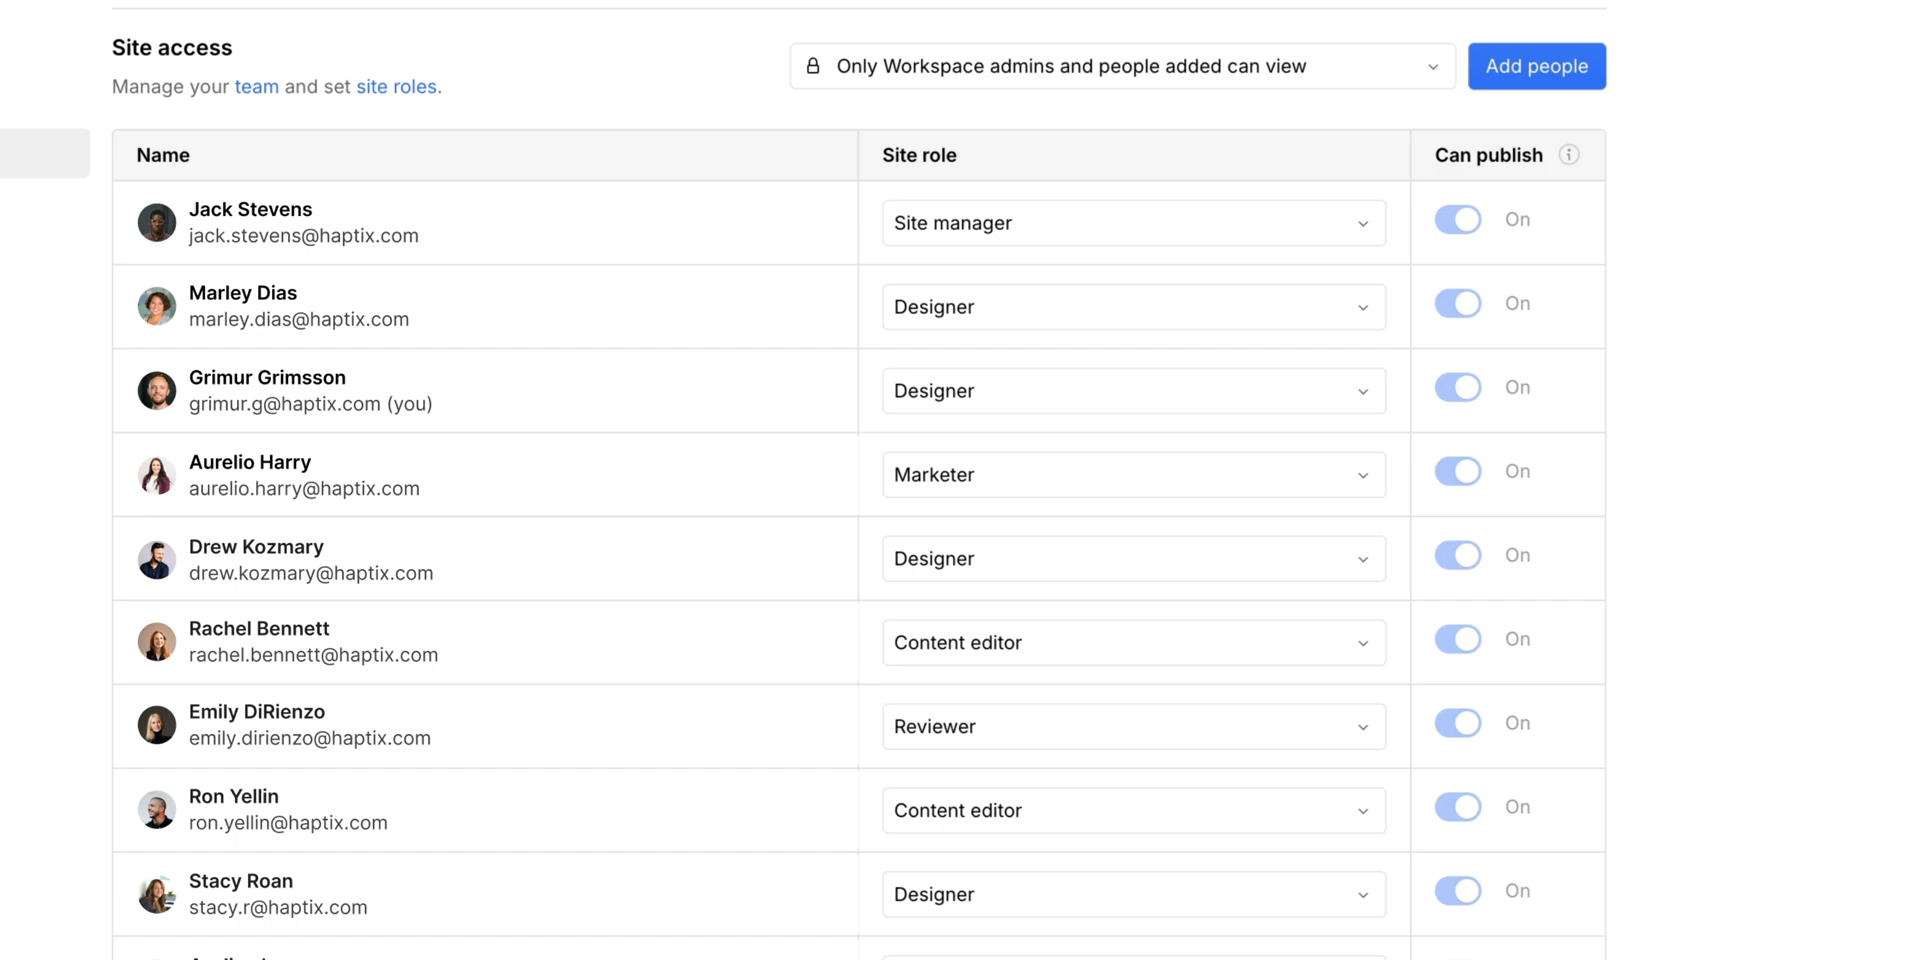 Site access
Manage your team and set site roles.
Only Workspace admins and people added can view
Add people
Name
Site role
Can publish
Jack Stevens
jack.stevens@haptix.com
Site manager
On
Marley Dias
marley.dias@haptix.com
Designer
On
Grimur Grimsson
grimur.g@haptix.com (you)
Designer
On
Aurelio Harry
aurelio.harry@haptix.com
Marketer
On
Drew Kozmary
drew.kozmary@haptix.com
Designer
On
Rachel Bennett
rachel.bennett@haptix.com
Content editor
On
Emily DiRienzo
emily.dirienzo@haptix.com
Reviewer
On
Ron Yellin
ron.yellin@haptix.com
Content editor
On
Stacy Roan
stacy.r@haptix.com
Designer
On